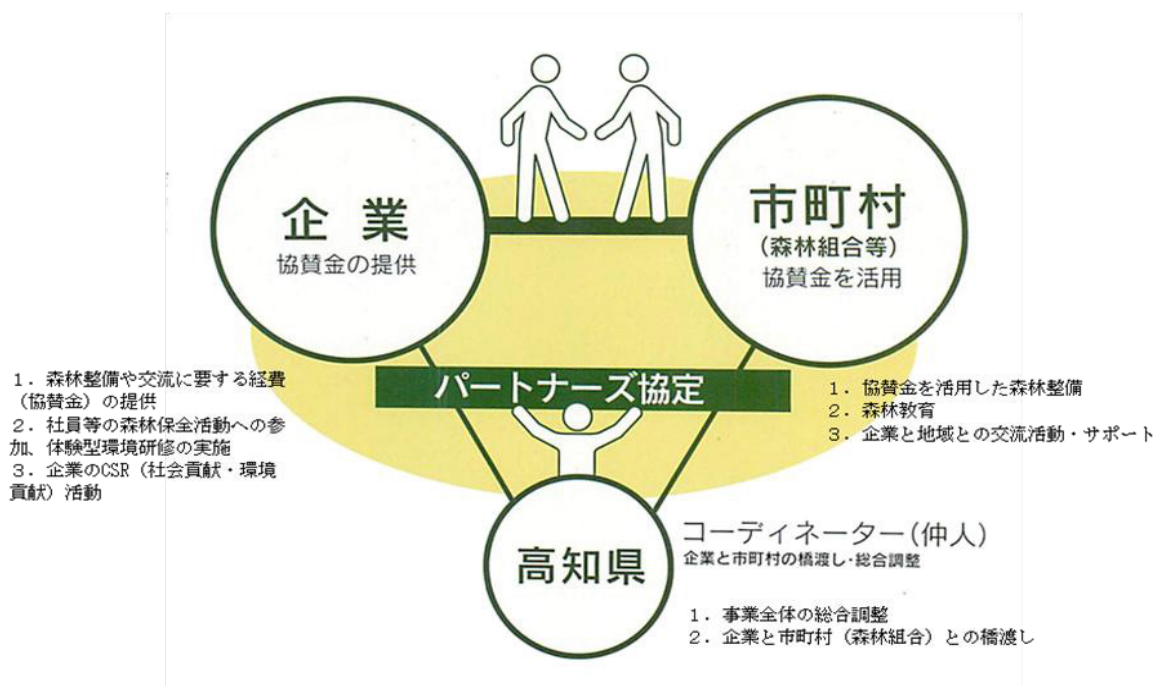 企業
協賛金の提供
市町村
(森林組合等)
協賛金を活用
パートナーズ協定
1．森林整備や交流に要する経費
（協賛金）の提供
2．社員等の森林保全活動への参
加、体験型環境研修の実施
3．企業のCSR（社会貢献・環境
貢献）活動
1．協賛金を活用した森林整備
2．森林教育
3．企業と地域との交流活動・サポート
高知県
コーディネーター(仲人)
企業と市町村の橋渡し・総合調整
1．事業全体の総合調整
2．企業と市町村（森林組合）との橋渡し